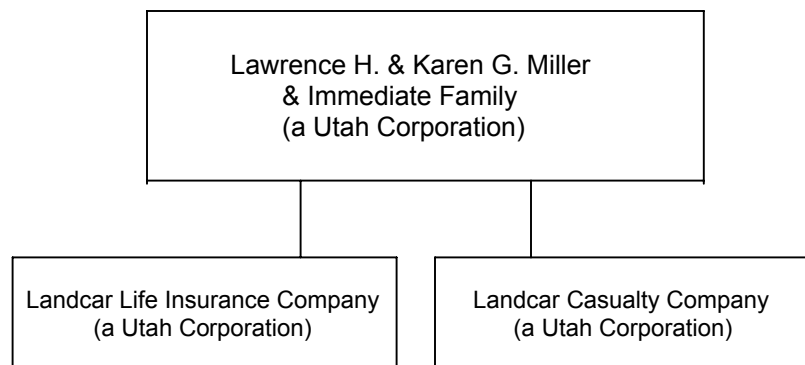 Lawrence H. & Karen G. Miller
& Immediate Family
(a Utah Corporation)
Landcar Life Insurance Company
(a Utah Corporation)
Landcar Casualty Company
(a Utah Corporation)